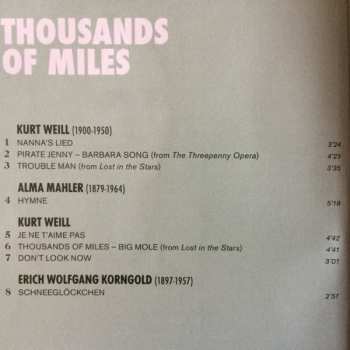 THOUSANDS
OF MILES
KURT WEILL (1900-1950)
1 NANNA'S LIED 3'24
2 PIRATE JENNY – BARBARA SONG (from The Threepenny Opera) 4'23
3 TROUBLE MAN (from Lost in the Stars) 3'35
ALMA MAHLER (1879-1964)
4 HYMNE 5'18
KURT WEILL
5 JE NE T'AIME PAS 4'42
6 THOUSANDS OF MILES – BIG MOLE (from Lost in the Stars) 4'41
7 DON'T LOOK NOW 3'01
ERICH WOLFGANG KORNGOLD (1897-1957)
8 SCHNEEGLÖCKCHEN 2'57